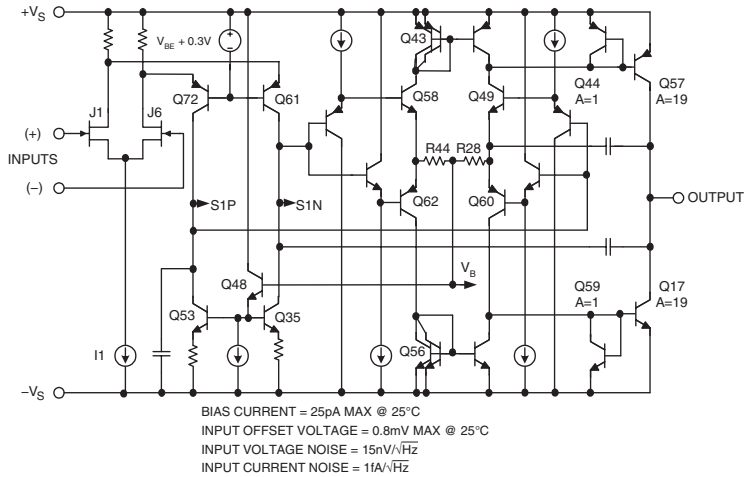 +VS
VBE + 0.3V
Q43
Q44
A=1
Q57
A=19
Q72
Q61
Q58
Q49
J1
J6
(+)
INPUTS
(–)
R44
R28
Q62
Q60
S1P
S1N
OUTPUT
VB
Q48
Q53
Q35
Q59
A=1
Q17
A=19
I1
Q56
–VS
BIAS CURRENT = 25pA MAX @ 25°C
INPUT OFFSET VOLTAGE = 0.8mV MAX @ 25°C
INPUT VOLTAGE NOISE = 15nV/√Hz
INPUT CURRENT NOISE = 1fA/√Hz